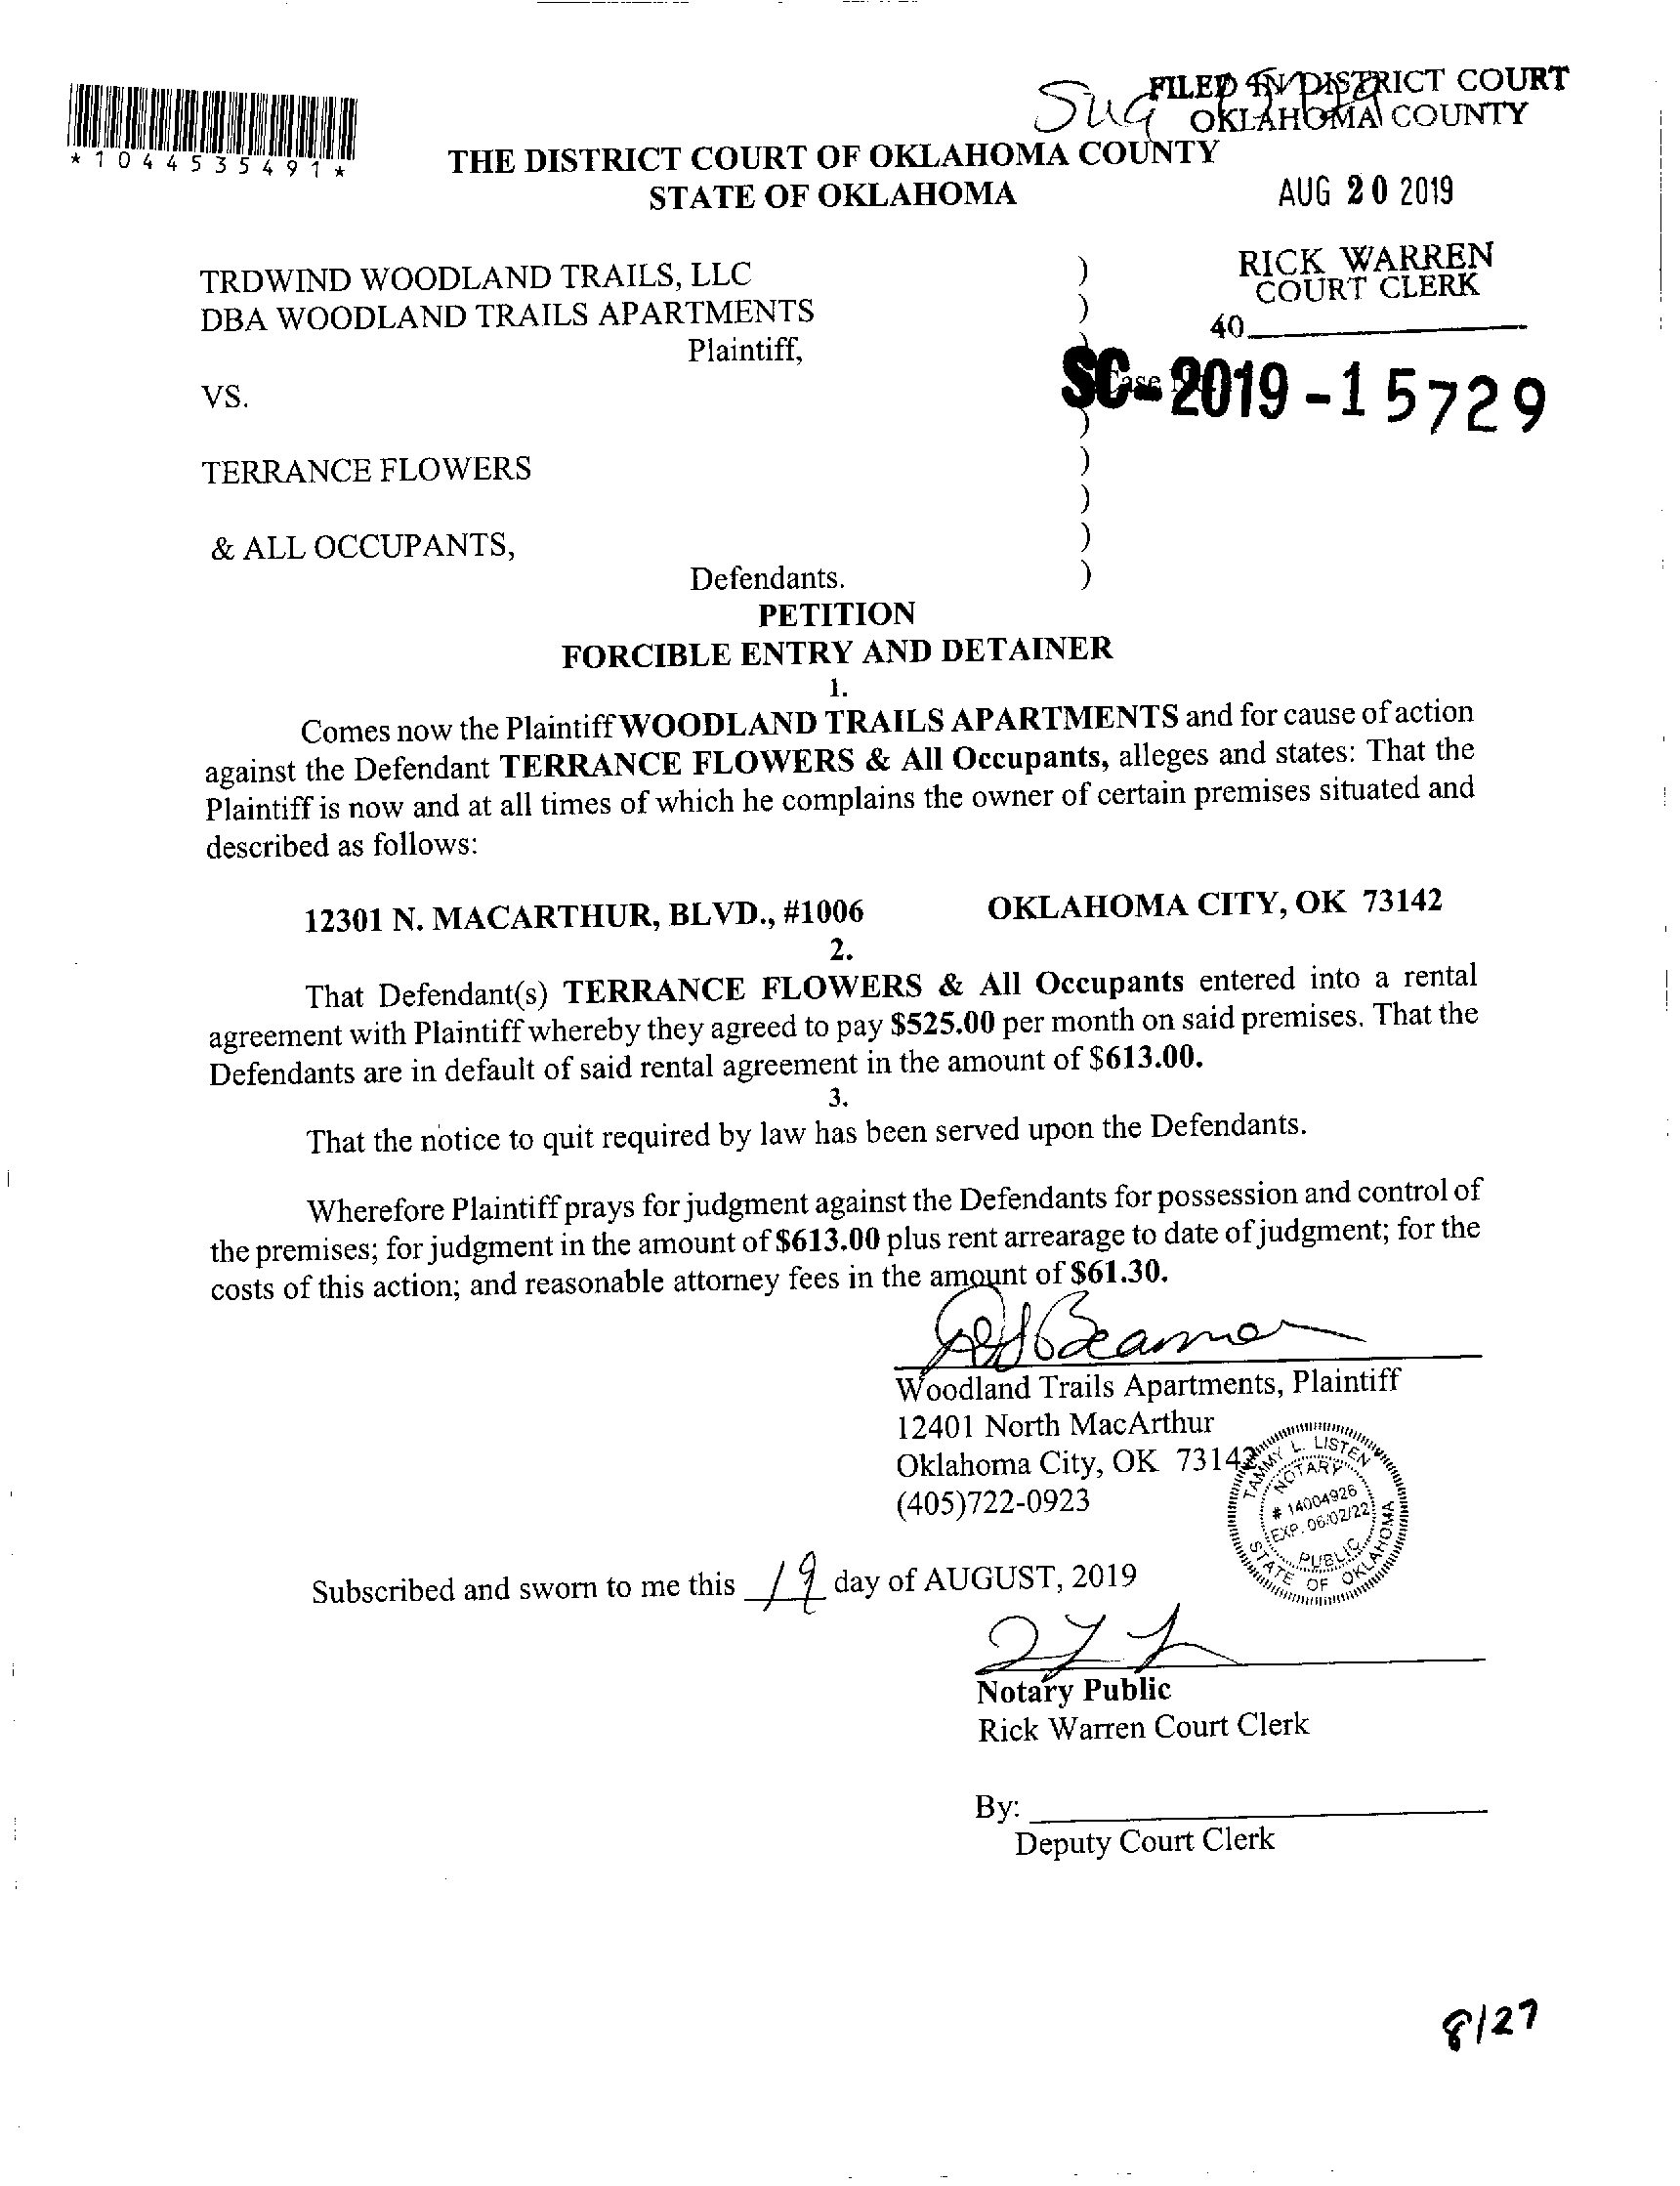 FILED IN DISTRICT COURT
OKLAHOMA COUNTY
*1044535491*
THE DISTRICT COURT OF OKLAHOMA COUNTY
STATE OF OKLAHOMA
AUG 20 2019
RICK WARREN
COURT CLERK
40
TRDWIND WOODLAND TRAILS, LLC )
DBA WOODLAND TRAILS APARTMENTS )
Plaintiff, )
SC-2019-15729
VS.
TERRANCE FLOWERS )
)
& ALL OCCUPANTS, )
Defendants. )
PETITION
FORCIBLE ENTRY AND DETAINER
1.
Comes now the Plaintiff WOODLAND TRAILS APARTMENTS and for cause of action
against the Defendant TERRANCE FLOWERS & All Occupants, alleges and states: That the
Plaintiff is now and at all times of which he complains the owner of certain premises situated and
described as follows:
12301 N. MACARTHUR, BLVD., #1006 OKLAHOMA CITY, OK 73142
2.
That Defendant(s) TERRANCE FLOWERS & All Occupants entered into a rental
agreement with Plaintiff whereby they agreed to pay $525.00 per month on said premises. That the
Defendants are in default of said rental agreement in the amount of $613.00.
3.
That the notice to quit required by law has been served upon the Defendants.
Wherefore Plaintiff prays for judgment against the Defendants for possession and control of
the premises; for judgment in the amount of $613.00 plus rent arrearage to date of judgment; for the
costs of this action; and reasonable attorney fees in the amount of $61.30.
Woodland Trails Apartments, Plaintiff
12401 North MacArthur
Oklahoma City, OK 73142
(405)722-0923
TAMMY L. LISTEN
NOTARY
# 14004926
EXP. 06/02/22
PUBLIC
STATE OF OKLAHOMA
Subscribed and sworn to me this 19 day of AUGUST, 2019
Notary Public
Rick Warren Court Clerk
By:
Deputy Court Clerk
8/27